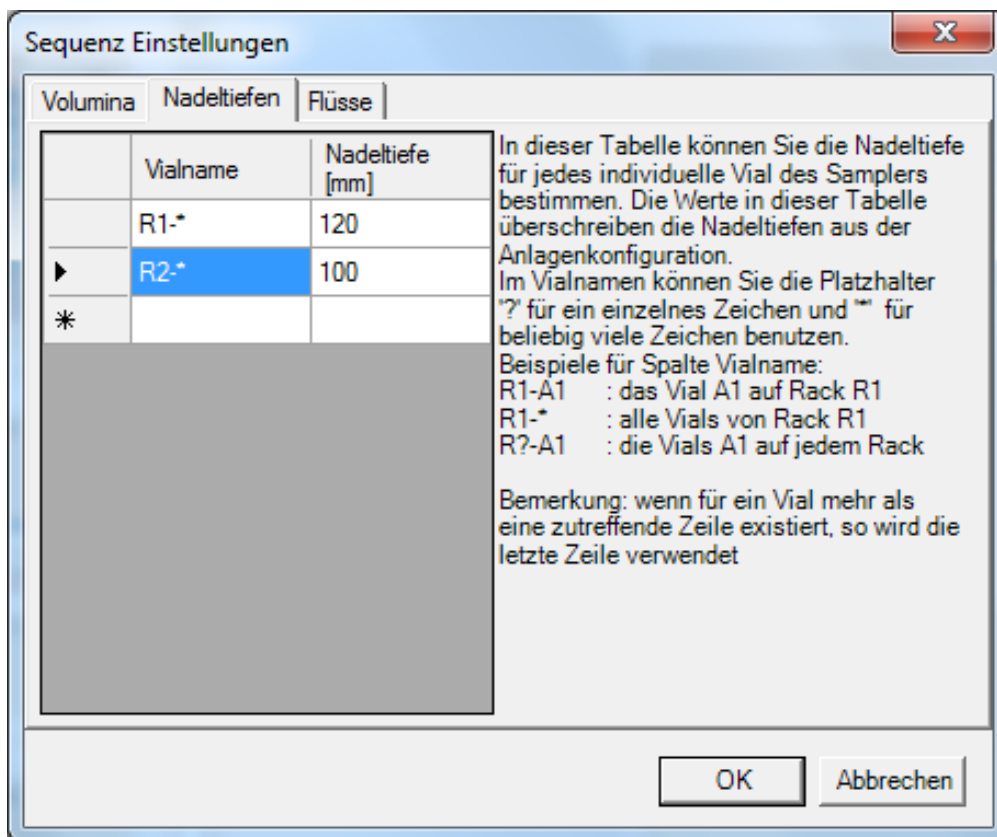 Sequenz Einstellungen
Volumina Nadeltiefen Flüsse
Vialname Nadeltiefe
[mm]
R1-* 120
R2-* 100
In dieser Tabelle können Sie die Nadeltiefe
für jedes individuelle Vial des Samplers
bestimmen. Die Werte in dieser Tabelle
überschreiben die Nadeltiefen aus der
Anlagenkonfiguration.
Im Vialnamen können Sie die Platzhalter
'?' für ein einzelnes Zeichen und '*' für
beliebig viele Zeichen benutzen.
Beispiele für Spalte Vialname:
R1-A1 : das Vial A1 auf Rack R1
R1-* : alle Vials von Rack R1
R?-A1 : die Vials A1 auf jedem Rack
Bemerkung: wenn für ein Vial mehr als
eine zutreffende Zeile existiert, so wird die
letzte Zeile verwendet
OK Abbrechen